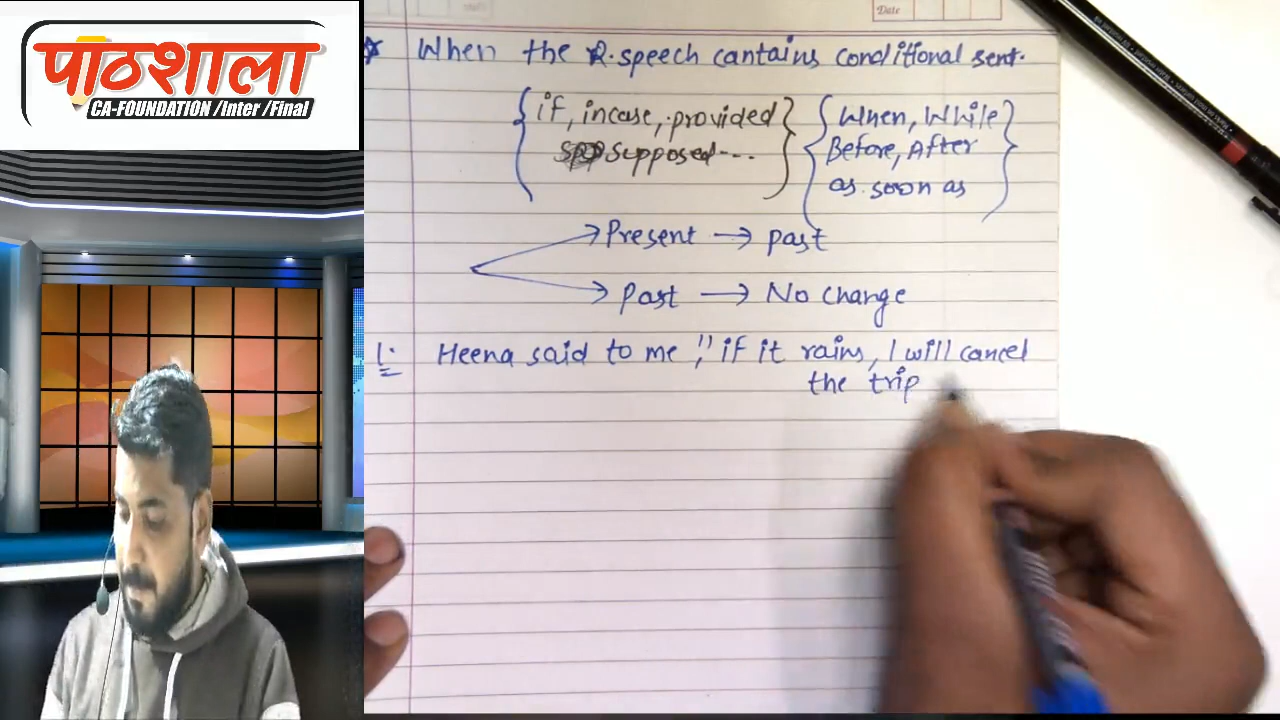 पाठशाला
CA-FOUNDATION /Inter /Final
Date
When the R. speech cantains conditional sent.
if, incase, provided
supposed...
When, While
Before, After
as soon as
Present → past
past → No change
1. Heena said to me ," if it rains, I will cancel
the trip